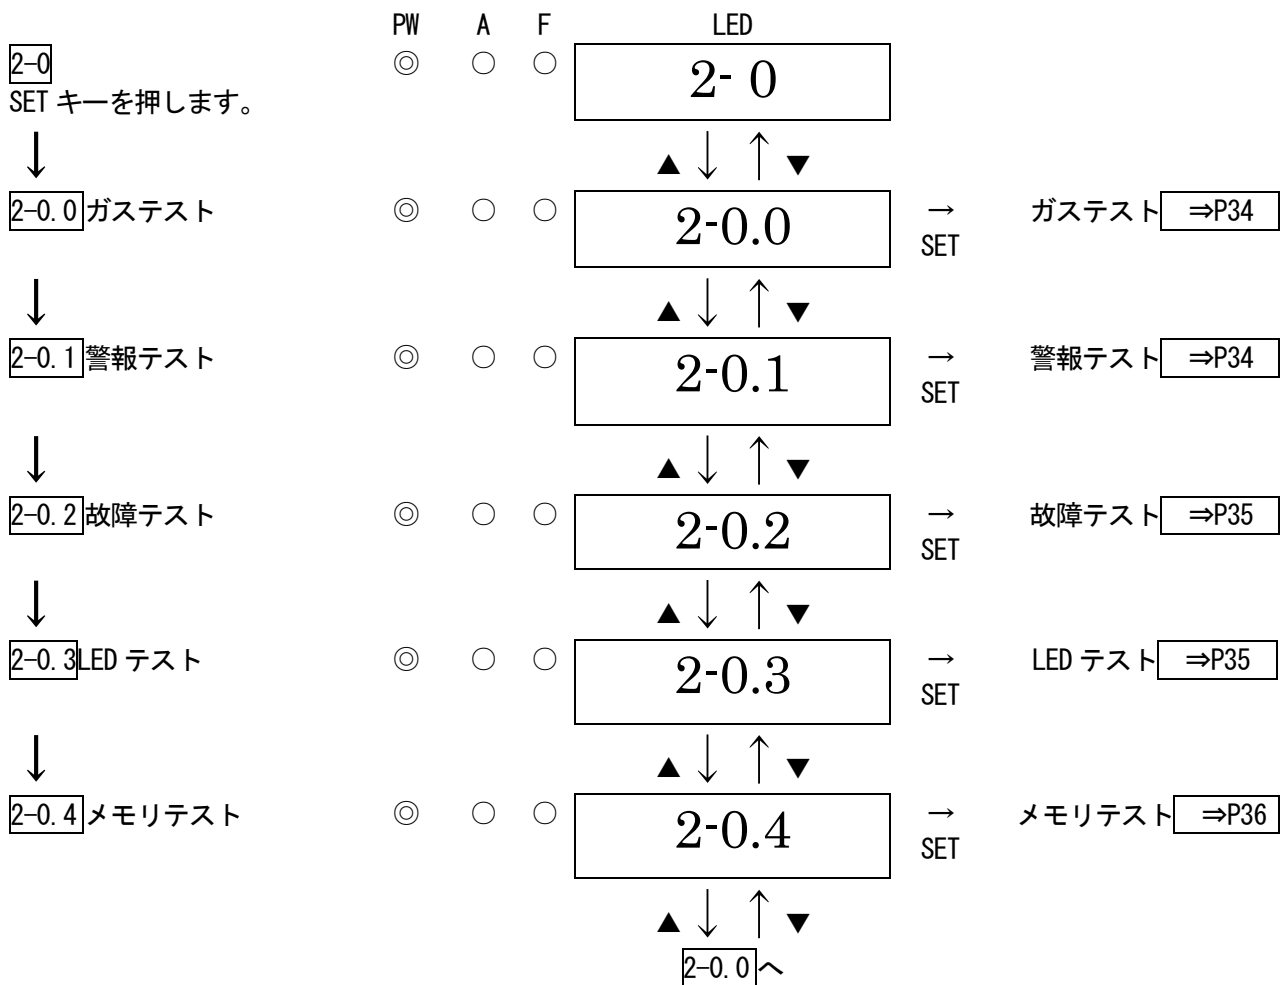 PW A F LED
2-0 ◎ ○ ○ 2- 0
SET キーを押します。
↓ ▲ ↓ ↑ ▼
2-0.0 ガステスト ◎ ○ ○ 2-0.0 → ガステスト ⇒P34
SET
↓ ▲ ↓ ↑ ▼
2-0.1 警報テスト ◎ ○ ○ 2-0.1 → 警報テスト ⇒P34
SET
↓ ▲ ↓ ↑ ▼
2-0.2 故障テスト ◎ ○ ○ 2-0.2 → 故障テスト ⇒P35
SET
↓ ▲ ↓ ↑ ▼
2-0.3 LED テスト ◎ ○ ○ 2-0.3 → LED テスト ⇒P35
SET
↓ ▲ ↓ ↑ ▼
2-0.4 メモリテスト ◎ ○ ○ 2-0.4 → メモリテスト ⇒P36
SET
▲ ↓ ↑ ▼
2-0.0 へ